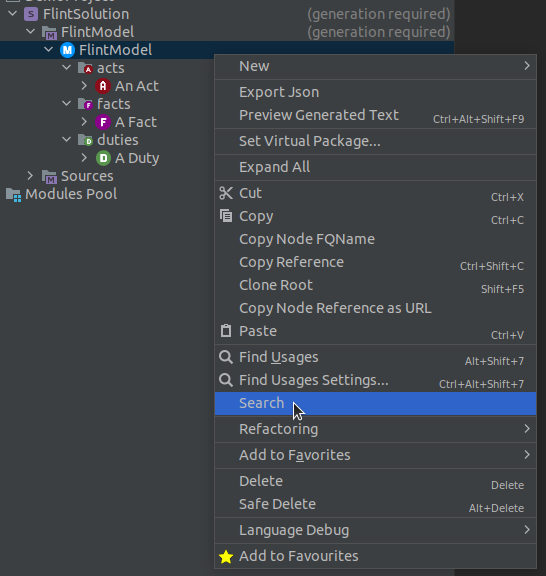 FlintSolution (generation required)
FlintModel (generation required)
FlintModel
acts
An Act
facts
A Fact
duties
A Duty
Sources
Modules Pool
New
Export Json
Preview Generated Text Ctrl+Alt+Shift+F9
Set Virtual Package...
Expand All
Cut Ctrl+X
Copy Ctrl+C
Copy Node FQName
Copy Reference Ctrl+Shift+C
Clone Root Shift+F5
Copy Node Reference as URL
Paste Ctrl+V
Find Usages Alt+Shift+7
Find Usages Settings... Ctrl+Alt+Shift+7
Search
Refactoring
Add to Favorites
Delete Delete
Safe Delete Alt+Delete
Language Debug
Add to Favourites